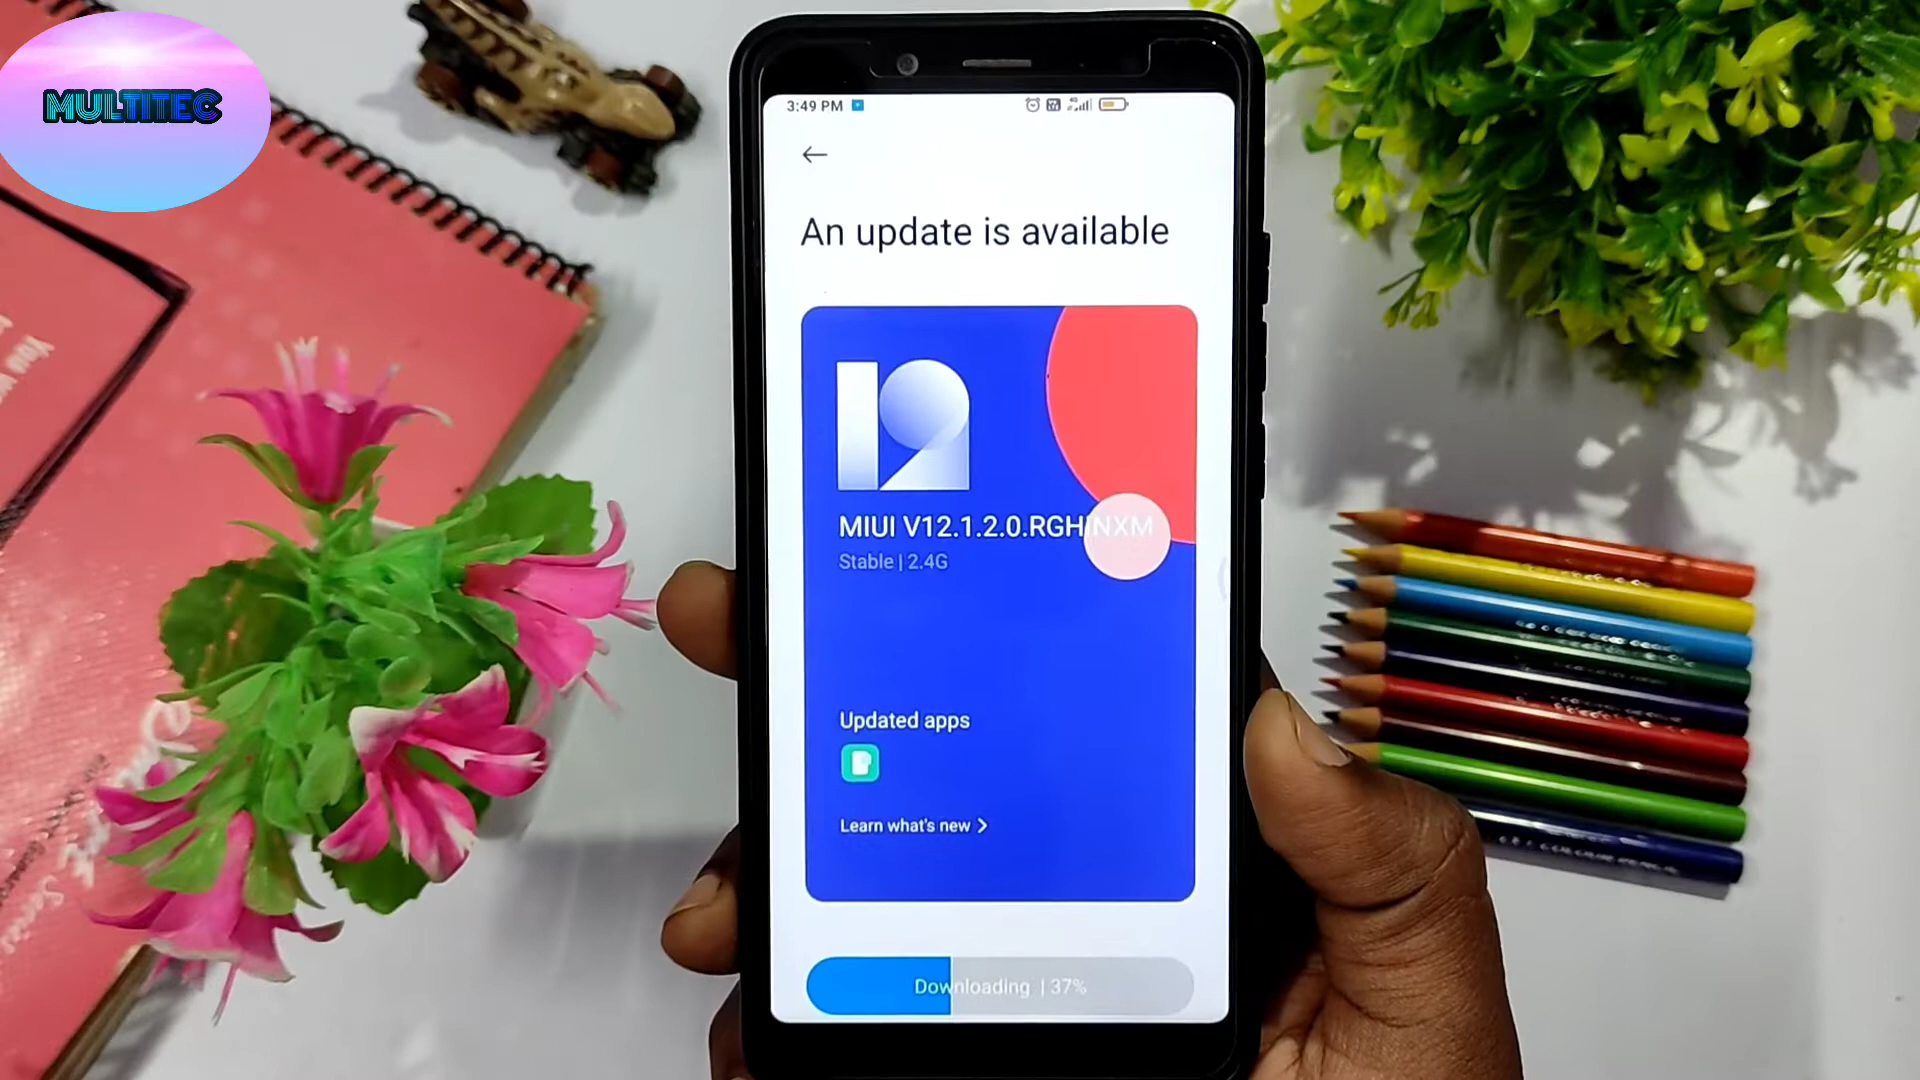 MULTITEC
3:49 PM
An update is available
MIUI V12.1.2.0.RGHINXM
Stable | 2.4G
Updated apps
Learn what's new >
Downloading | 37%